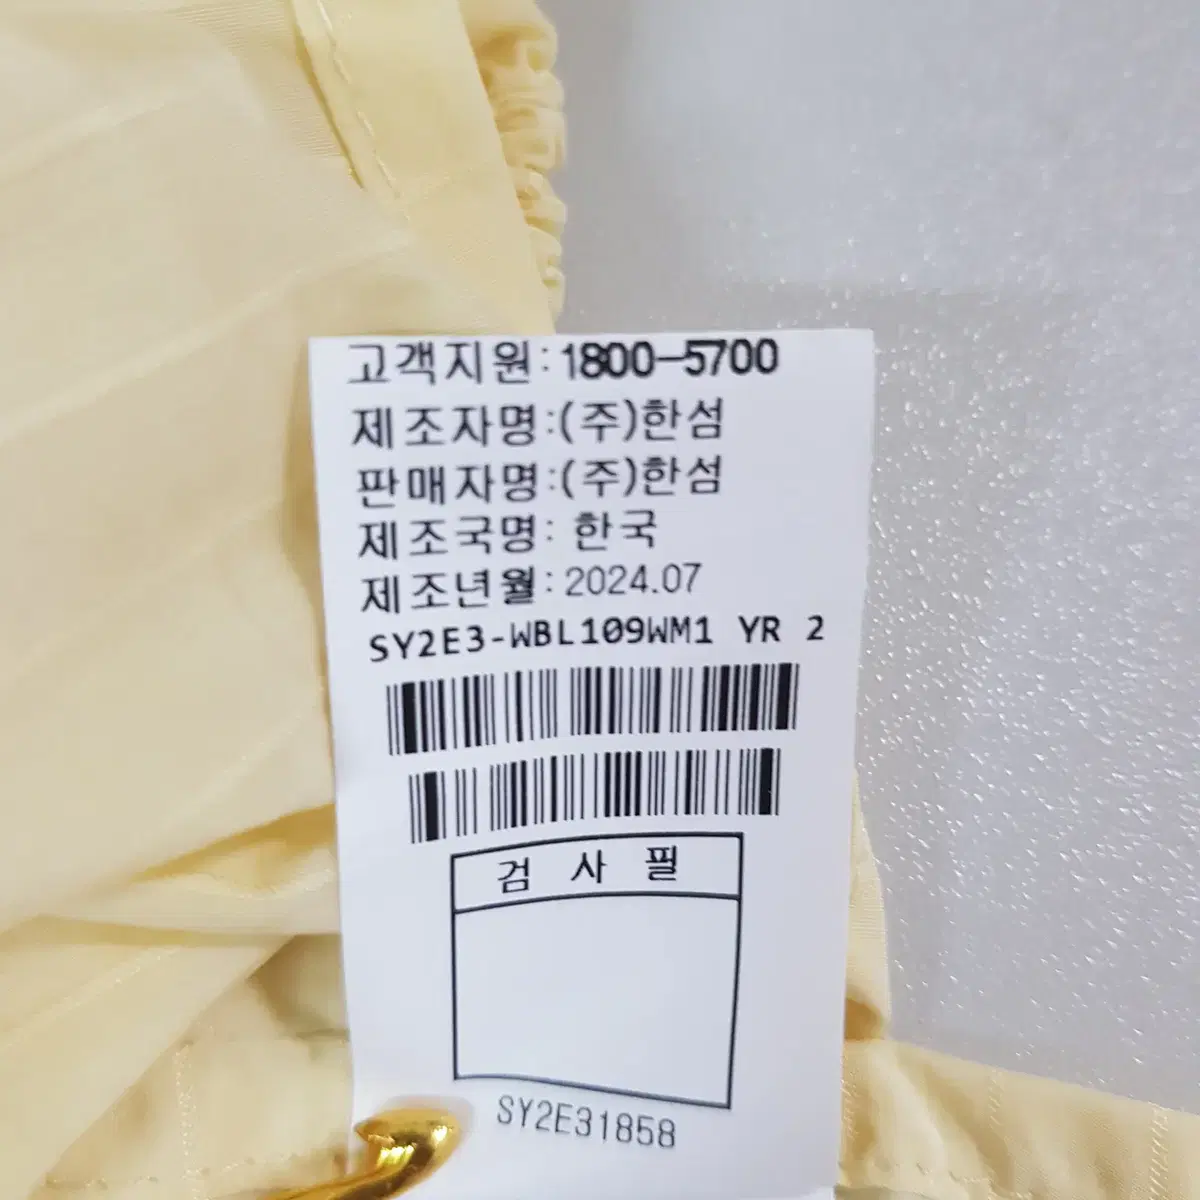 고객지원:1800-5700
제조자명:(주)한섬
판매자명:(주)한섬
제조국명: 한국
제조년월:2024.07
SY2E3-WBL109WM1 YR 2
검 사 필
SY2E31858